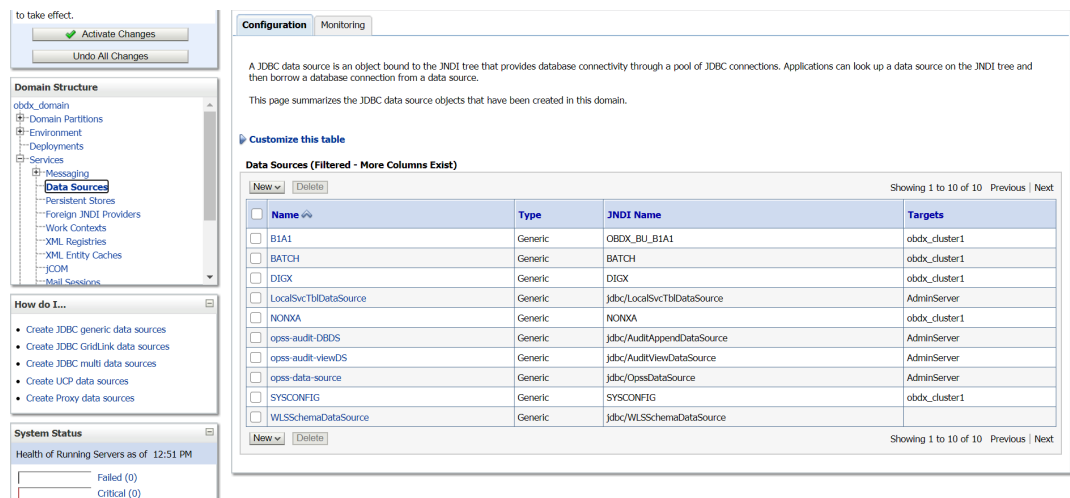 to take effect.
Activate Changes
Undo All Changes
Domain Structure
obdx_domain
Domain Partitions
Environment
Deployments
Services
Messaging
Data Sources
Persistent Stores
Foreign JNDI Providers
Work Contexts
XML Registries
XML Entity Caches
jCOM
Mail Sessions
How do I...
Create JDBC generic data sources
Create JDBC GridLink data sources
Create JDBC multi data sources
Create UCP data sources
Create Proxy data sources
System Status
Health of Running Servers as of 12:51 PM
Failed (0)
Critical (0)
Configuration Monitoring
A JDBC data source is an object bound to the JNDI tree that provides database connectivity through a pool of JDBC connections. Applications can look up a data source on the JNDI tree and
then borrow a database connection from a data source.
This page summarizes the JDBC data source objects that have been created in this domain.
Customize this table
Data Sources (Filtered - More Columns Exist)
New Delete Showing 1 to 10 of 10 Previous | Next
Name Type JNDI Name Targets
B1A1 Generic OBDX_BU_B1A1 obdx_cluster1
BATCH Generic BATCH obdx_cluster1
DIGX Generic DIGX obdx_cluster1
LocalSvcTblDataSource Generic jdbc/LocalSvcTblDataSource AdminServer
NONXA Generic NONXA obdx_cluster1
opss-audit-DBDS Generic jdbc/AuditAppendDataSource AdminServer
opss-audit-viewDS Generic jdbc/AuditViewDataSource AdminServer
opss-data-source Generic jdbc/OpssDataSource AdminServer
SYSCONFIG Generic SYSCONFIG obdx_cluster1
WLSSchemaDataSource Generic jdbc/WLSSchemaDataSource
New Delete Showing 1 to 10 of 10 Previous | Next